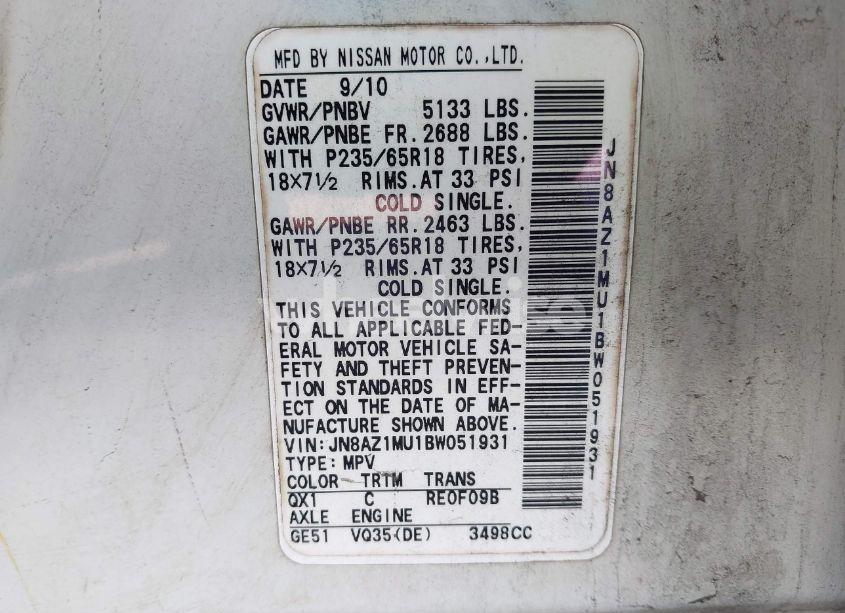 MFD BY NISSAN MOTOR CO.,LTD.
DATE 9/10
GVWR/PNBV 5133 LBS.
GAWR/PNBE FR. 2688 LBS.
WITH P235/65R18 TIRES,
18X7½ RIMS.AT 33 PSI
COLD SINGLE.
GAWR/PNBE RR. 2463 LBS.
WITH P235/65R18 TIRES,
18X7½ RIMS.AT 33 PSI
COLD SINGLE.
THIS VEHICLE CONFORMS
TO ALL APPLICABLE FED-
ERAL MOTOR VEHICLE SA-
FETY AND THEFT PREVEN-
TION STANDARDS IN EFF-
ECT ON THE DATE OF MA-
NUFACTURE SHOWN ABOVE.
VIN:JN8AZ1MU1BW051931
TYPE:MPV
COLOR TRIM TRANS
QX1 C RE0F09B
AXLE ENGINE
GE51 VQ35(DE) 3498CC
JN8AZ1MU1BW051931